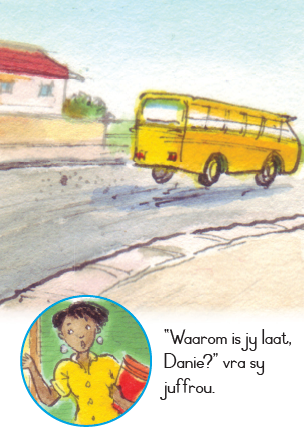 "Waarom is jy laat,
Danie?" vra sy
juffrou.